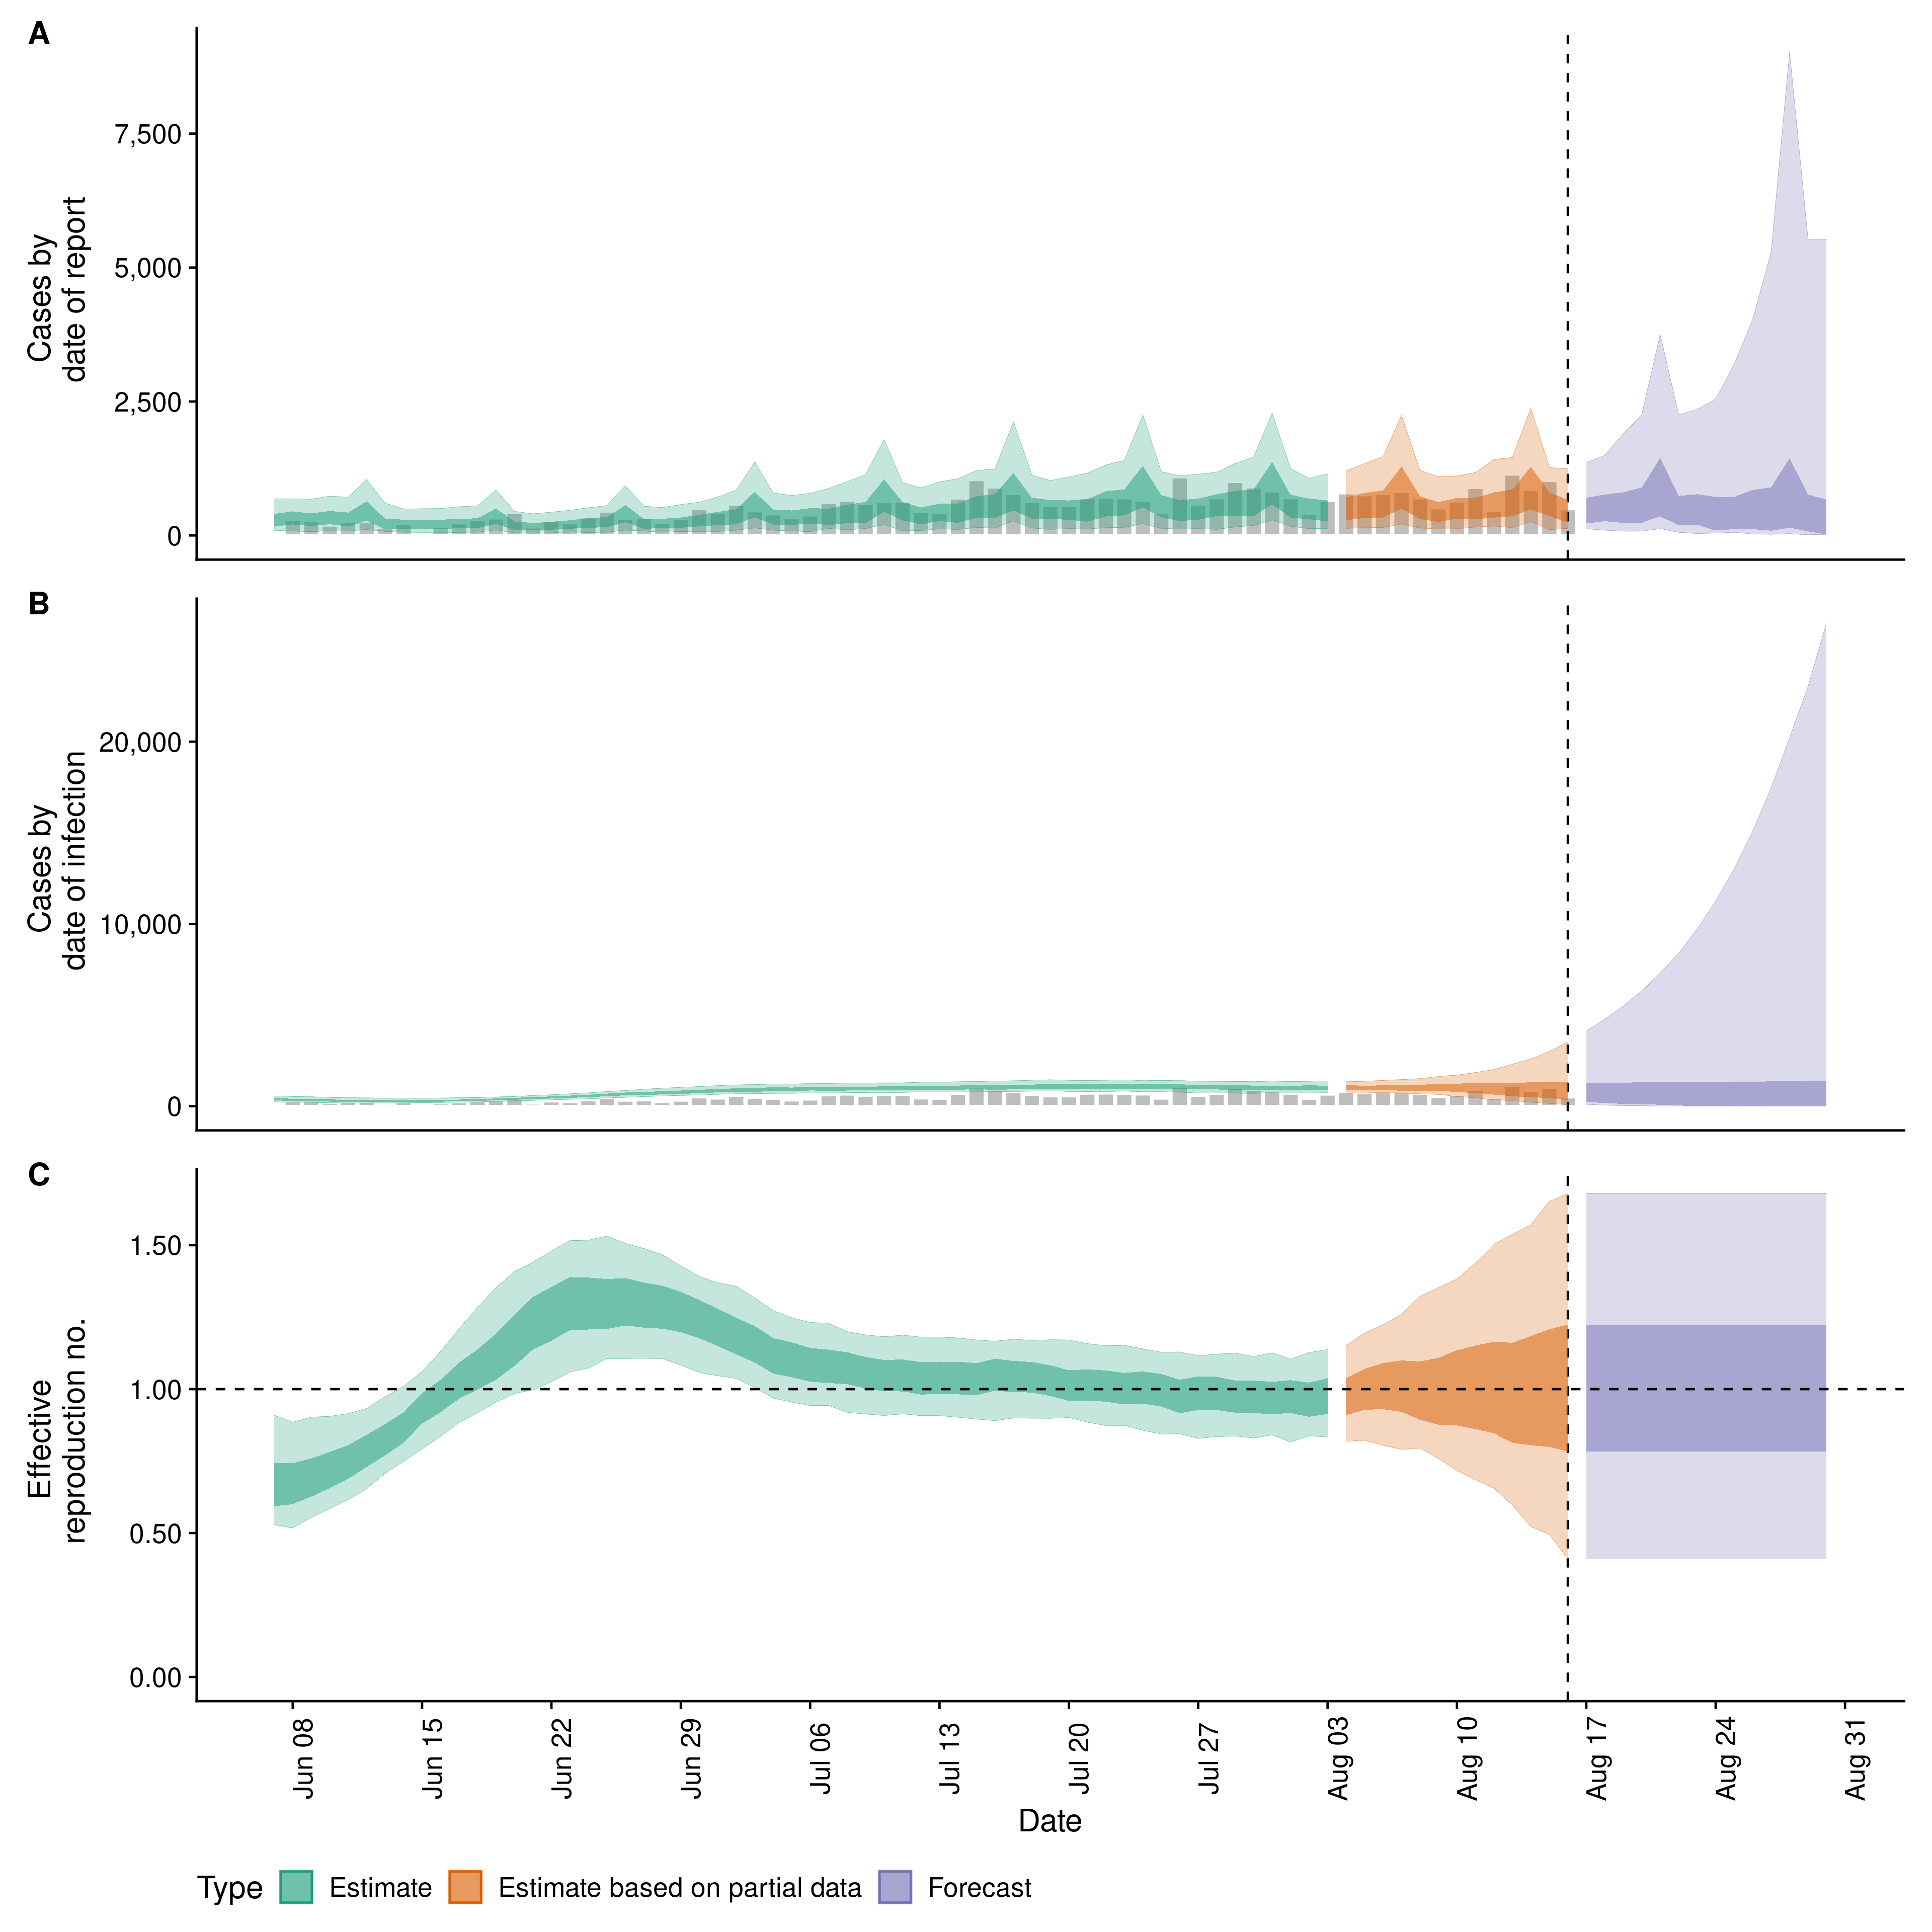 A
Cases by
date of report
7,500
5,000
2,500
0
B
Cases by
date of infection
20,000
10,000
0
C
Effective
reproduction no.
1.50
1.00
0.50
0.00
Jun 08
Jun 15
Jun 22
Jun 29
Jul 06
Jul 13
Jul 20
Jul 27
Aug 03
Aug 10
Aug 17
Aug 24
Aug 31
Date
Type Estimate Estimate based on partial data Forecast